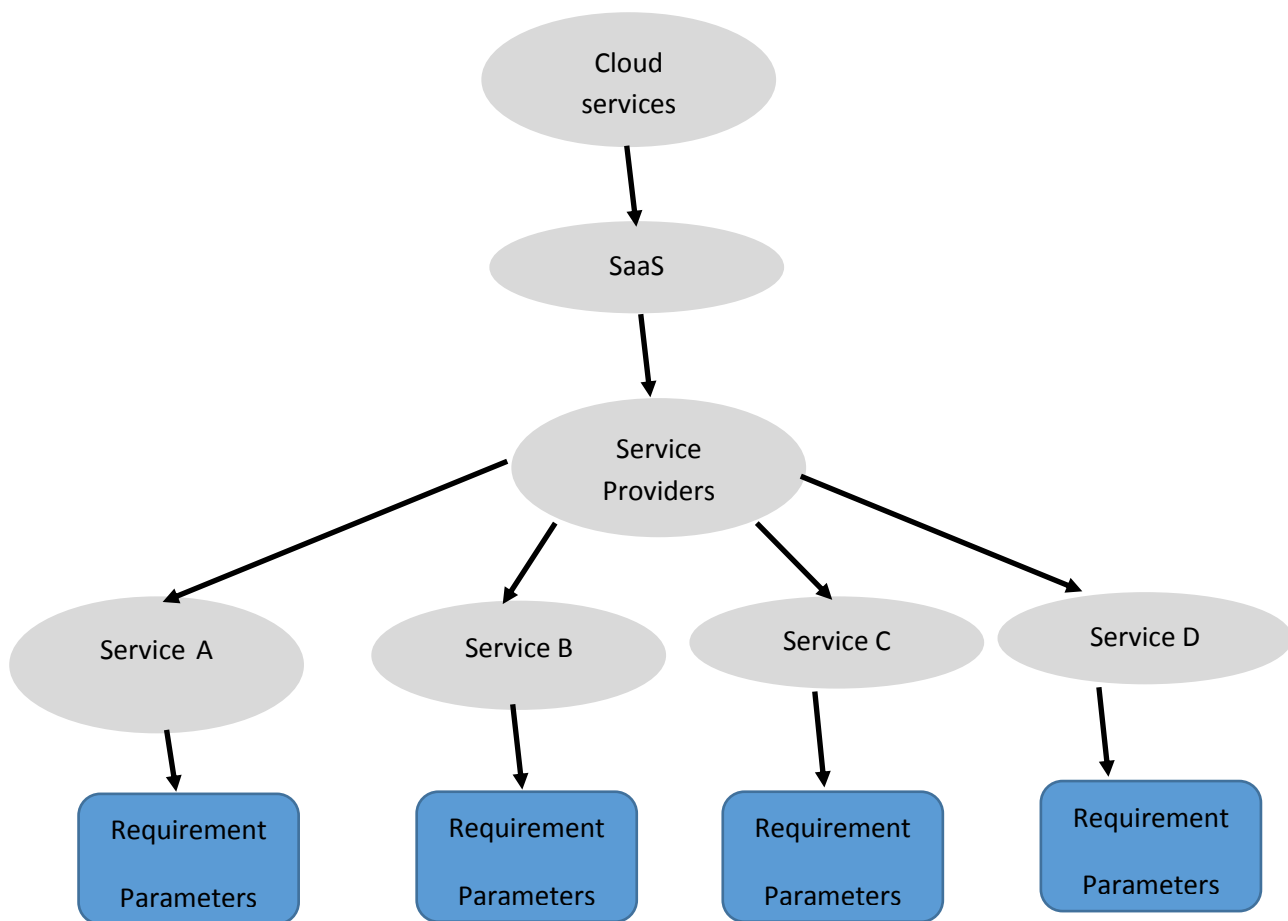 Cloud
services
SaaS
Service
Providers
Service A
Service B
Service C
Service D
Requirement
Parameters
Requirement
Parameters
Requirement
Parameters
Requirement
Parameters